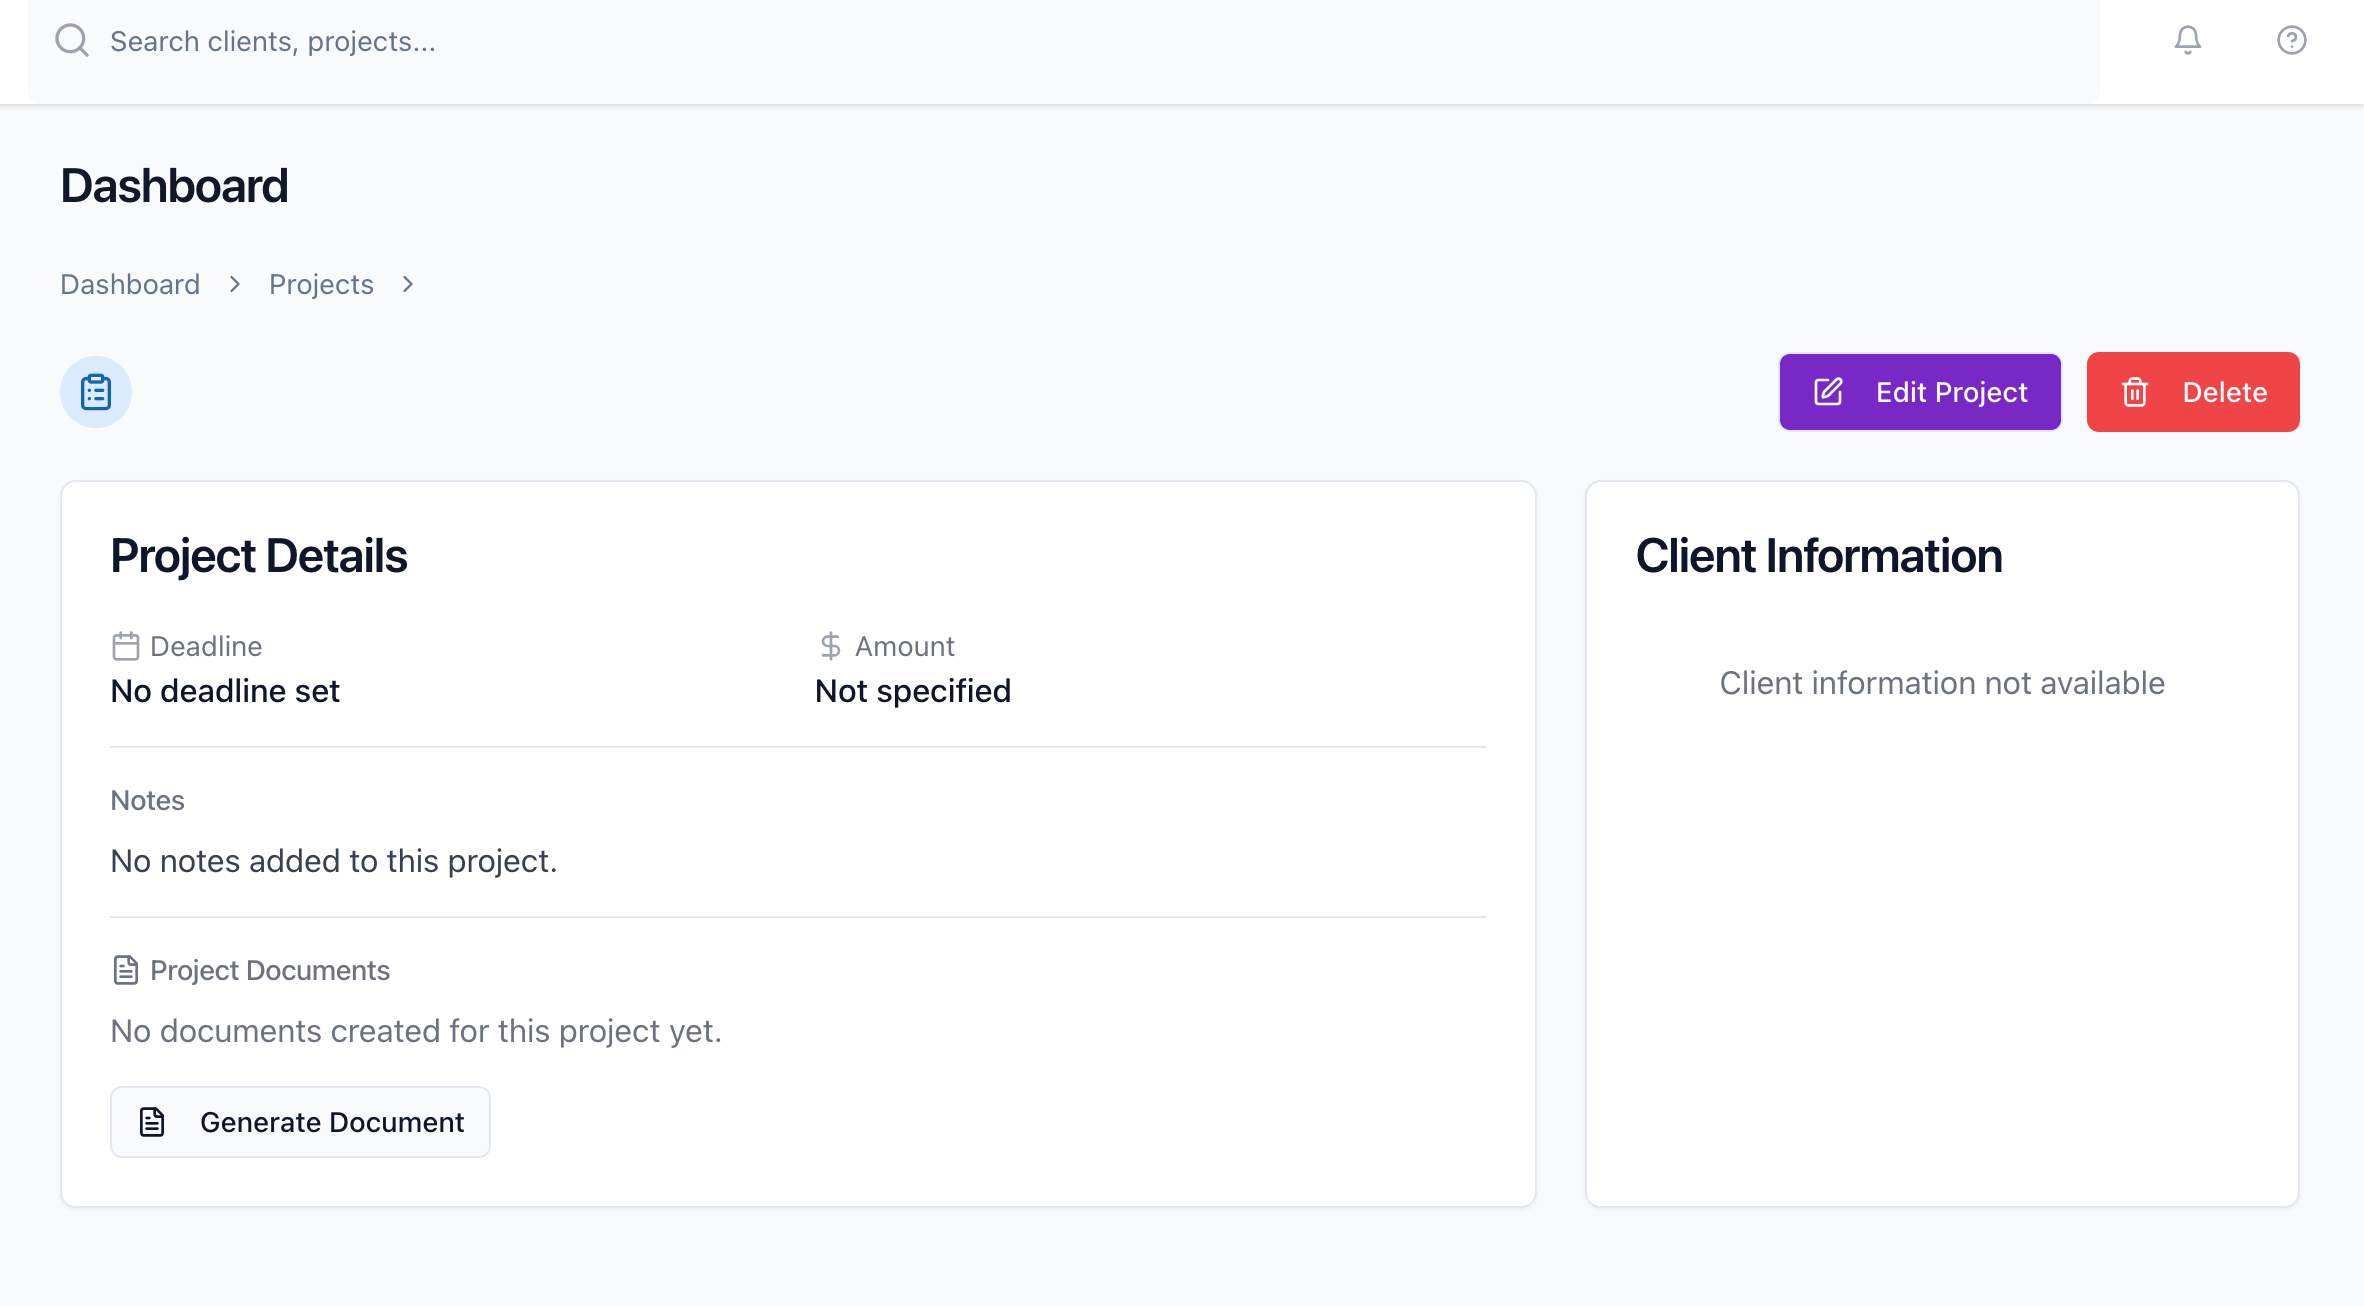 Search clients, projects...
Dashboard
Dashboard > Projects >
Edit Project
Delete
Project Details
Deadline
No deadline set
Amount
Not specified
Notes
No notes added to this project.
Project Documents
No documents created for this project yet.
Generate Document
Client Information
Client information not available